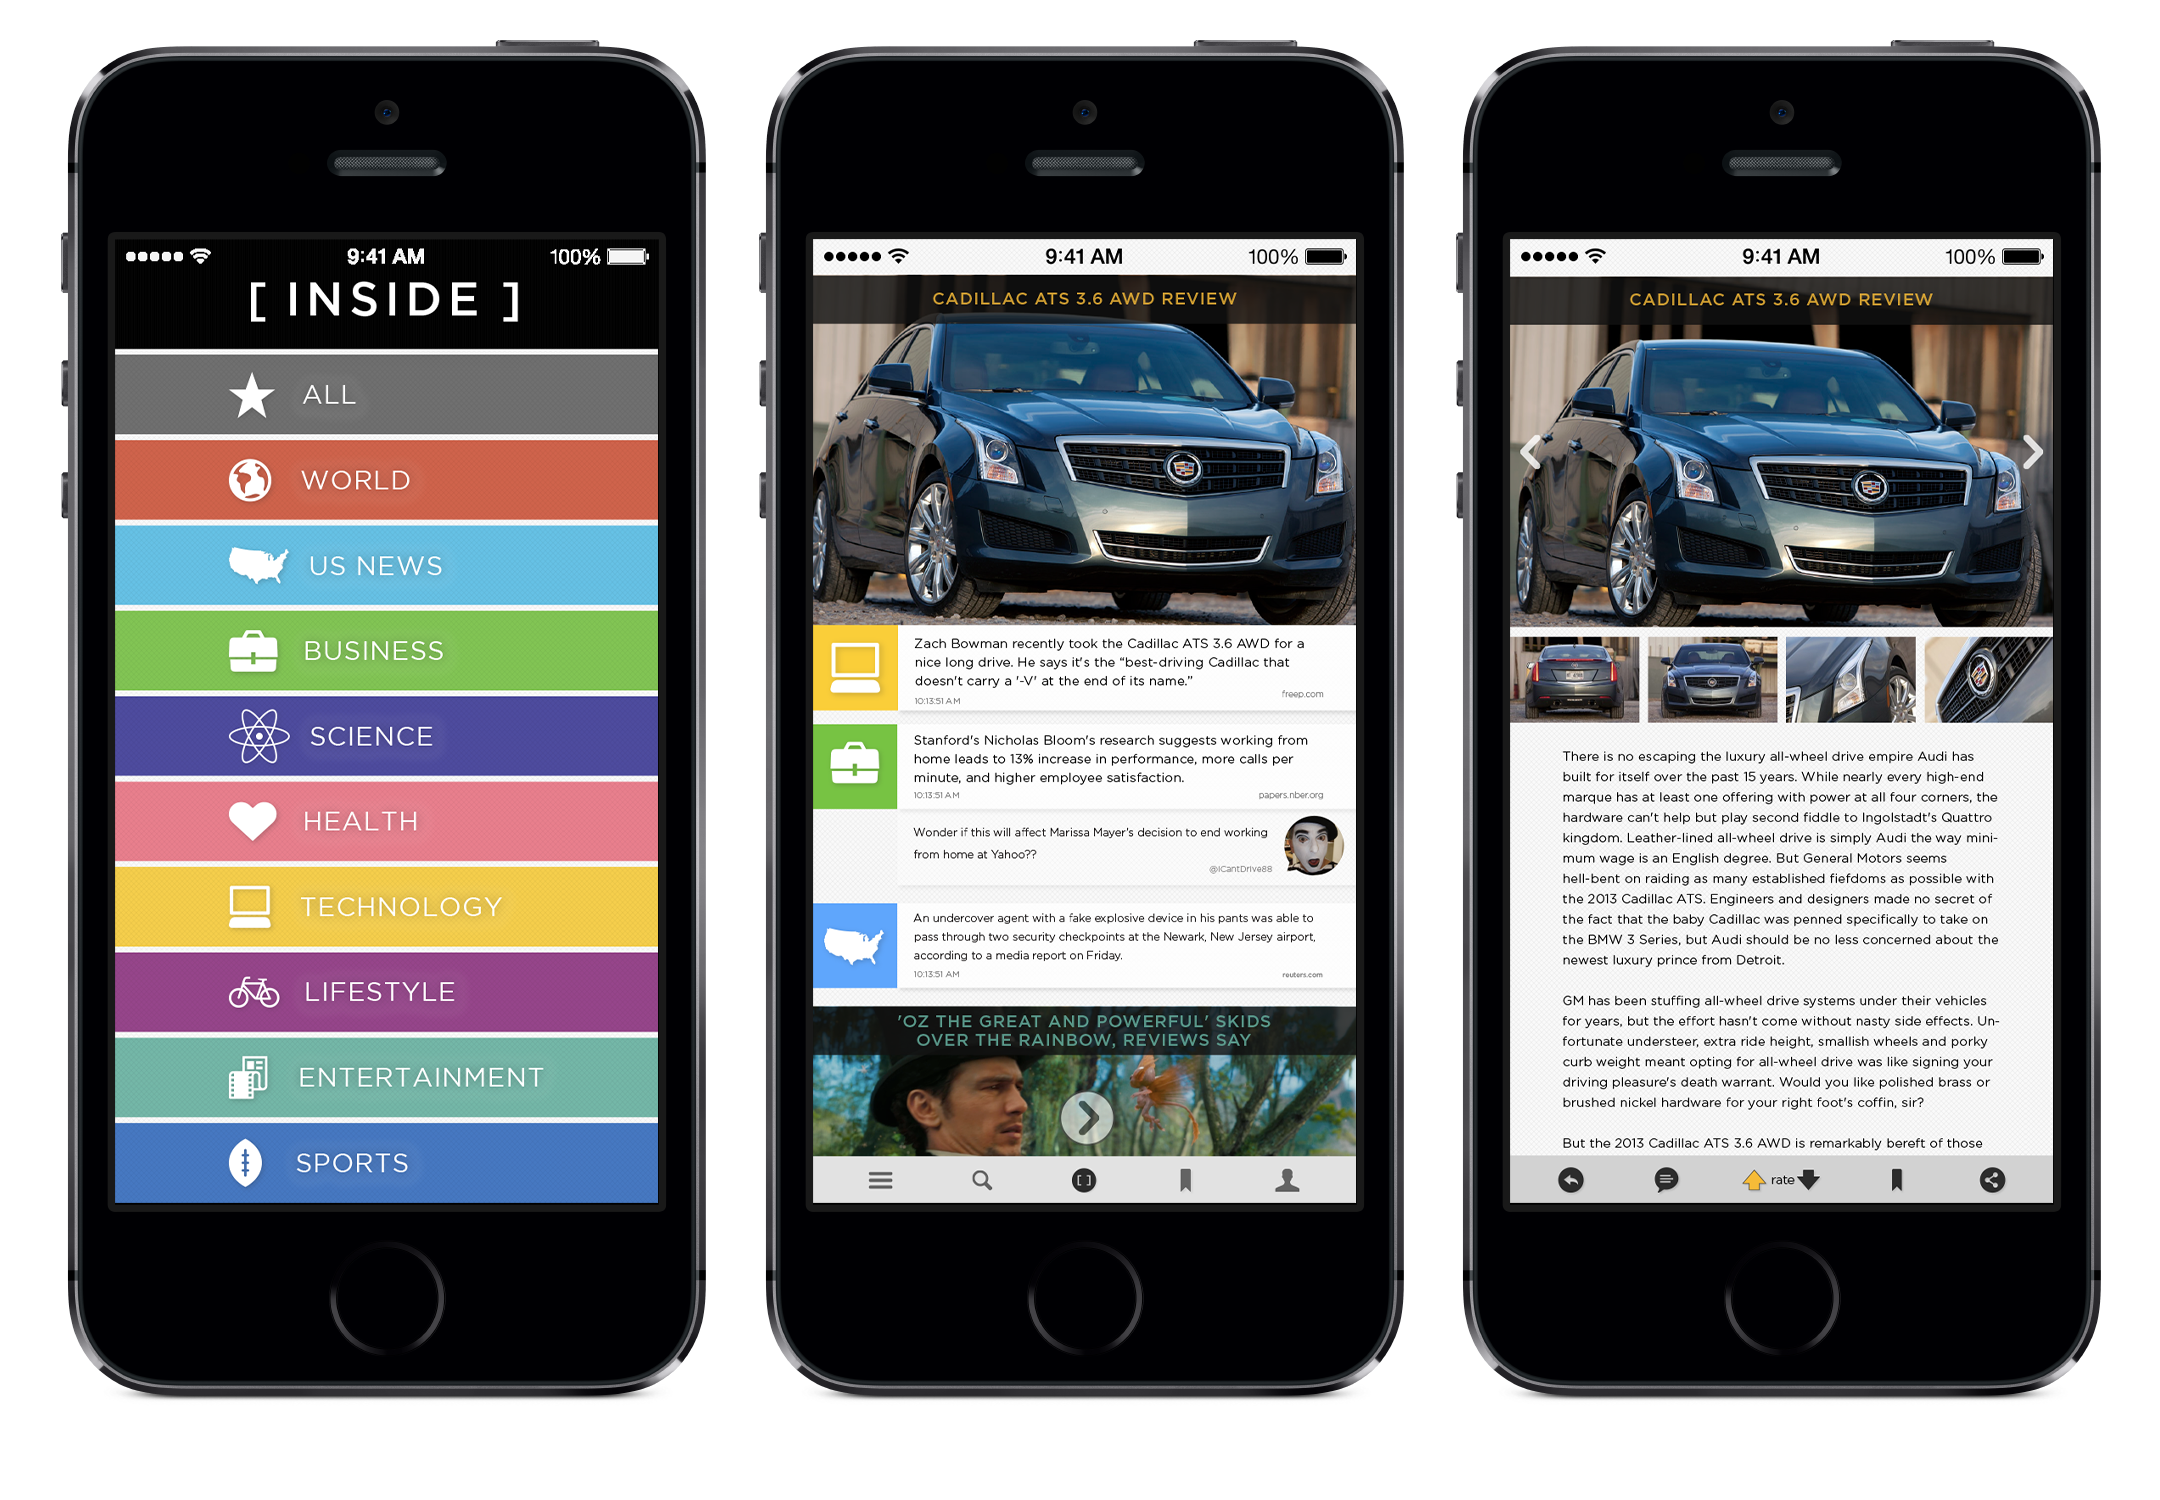 9:41 AM
100%
[ INSIDE ]
ALL
WORLD
US NEWS
BUSINESS
SCIENCE
HEALTH
TECHNOLOGY
LIFESTYLE
ENTERTAINMENT
SPORTS
9:41 AM
100%
CADILLAC ATS 3.6 AWD REVIEW
Zach Bowman recently took the Cadillac ATS 3.6 AWD for a
nice long drive. He says it's the “best-driving Cadillac that
doesn't carry a '-V' at the end of its name.”
freep.com
10:13:51 AM
Stanford's Nicholas Bloom's research suggests working from
home leads to 13% increase in performance, more calls per
minute, and higher employee satisfaction.
10:13:51 AM
papers.nber.org
Wonder if this will affect Marissa Mayer's decision to end working
from home at Yahoo??
@ICantDrive88
An undercover agent with a fake explosive device in his pants was able to
pass through two security checkpoints at the Newark, New Jersey airport,
according to a media report on Friday.
10:13:51 AM
reuters.com
'OZ THE GREAT AND POWERFUL' SKIDS
OVER THE RAINBOW, REVIEWS SAY
9:41 AM
100%
CADILLAC ATS 3.6 AWD REVIEW
There is no escaping the luxury all-wheel drive empire Audi has
built for itself over the past 15 years. While nearly every high-end
marque has at least one offering with power at all four corners, the
hardware can't help but play second fiddle to Ingolstadt's Quattro
kingdom. Leather-lined all-wheel drive is simply Audi the way mini-
mum wage is an English degree. But General Motors seems
hell-bent on raiding as many established fiefdoms as possible with
the 2013 Cadillac ATS. Engineers and designers made no secret of
the fact that the baby Cadillac was penned specifically to take on
the BMW 3 Series, but Audi should be no less concerned about the
newest luxury prince from Detroit.
GM has been stuffing all-wheel drive systems under their vehicles
for years, but the effort hasn't come without nasty side effects. Un-
fortunate understeer, extra ride height, smallish wheels and porky
curb weight meant opting for all-wheel drive was like signing your
driving pleasure's death warrant. Would you like polished brass or
brushed nickel hardware for your right foot's coffin, sir?
But the 2013 Cadillac ATS 3.6 AWD is remarkably bereft of those
rate